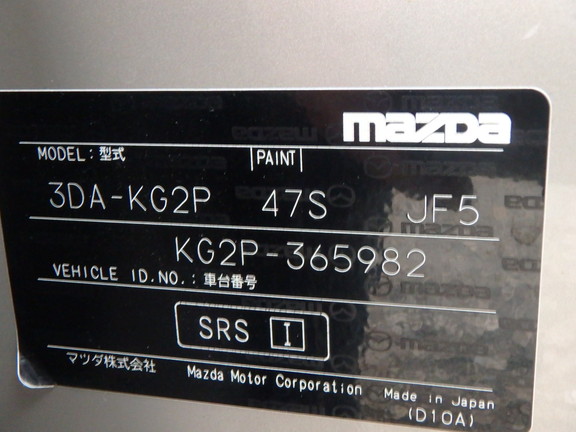 mazda
MODEL: 型式 PAINT
3DA-KG2P 47S JF5
KG2P-365982
VEHICLE ID.NO.: 車台番号
SRS I
マツダ株式会社 Mazda Motor Corporation Made in Japan
(D10A)